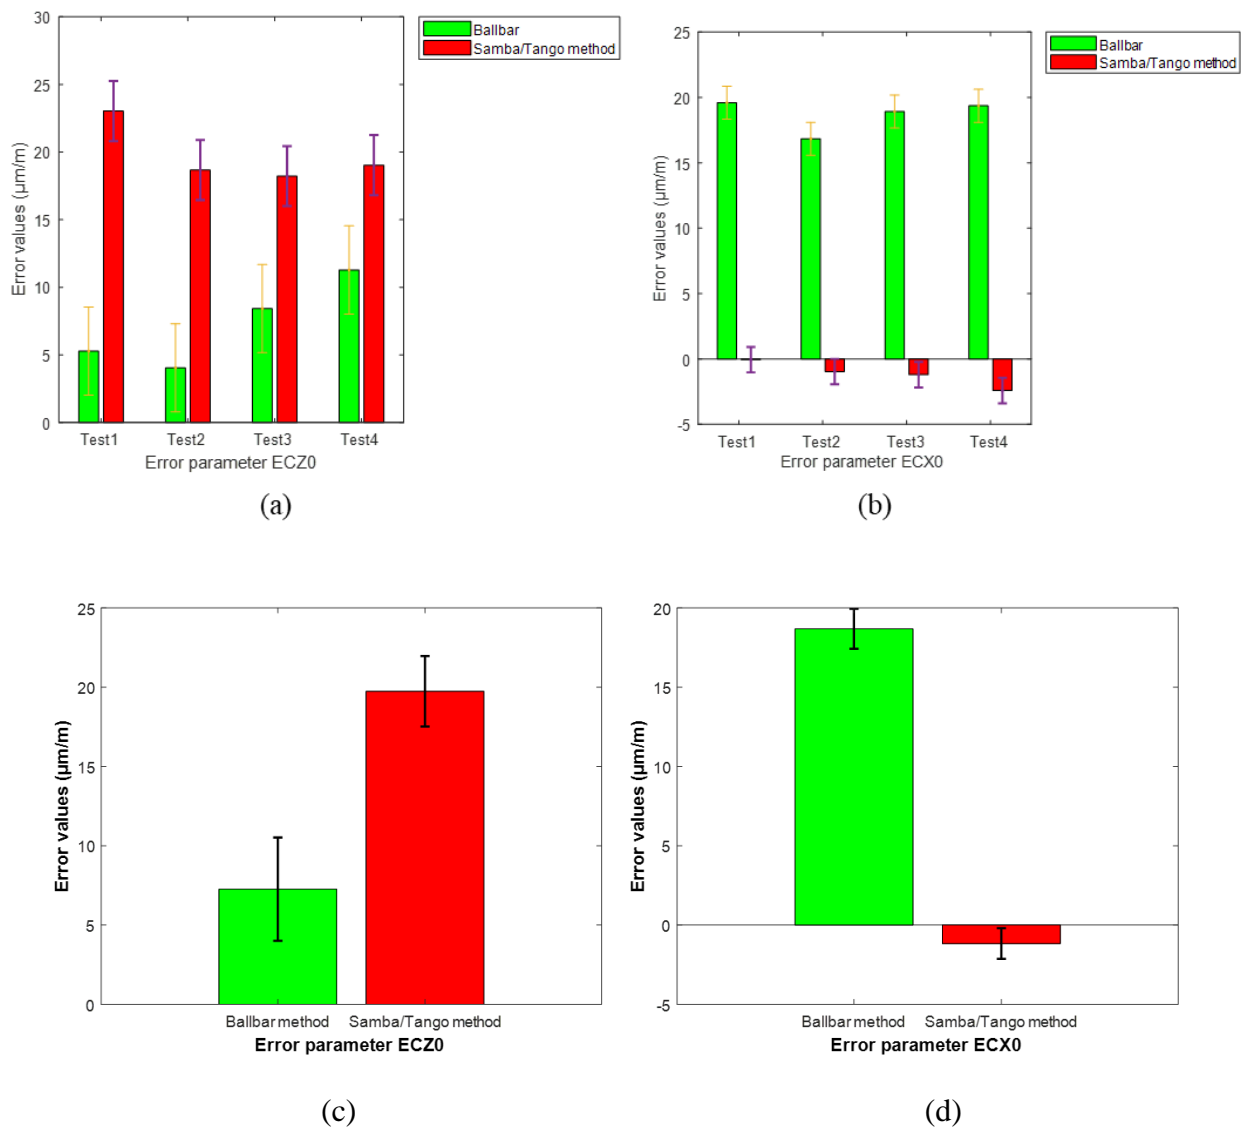 30
25
20
15
10
5
0
Error values (µm/m)
Test1 Test2 Test3 Test4
Error parameter ECZ0
Ballbar
Samba/Tango method
(a)
25
20
15
10
5
0
-5
Error values (µm/m)
Test1 Test2 Test3 Test4
Error parameter ECX0
Ballbar
Samba/Tango method
(b)
25
20
15
10
5
0
Error values (µm/m)
Ballbar method Samba/Tango method
Error parameter ECZ0
(c)
20
15
10
5
0
-5
Error values (µm/m)
Ballbar method Samba/Tango method
Error parameter ECX0
(d)